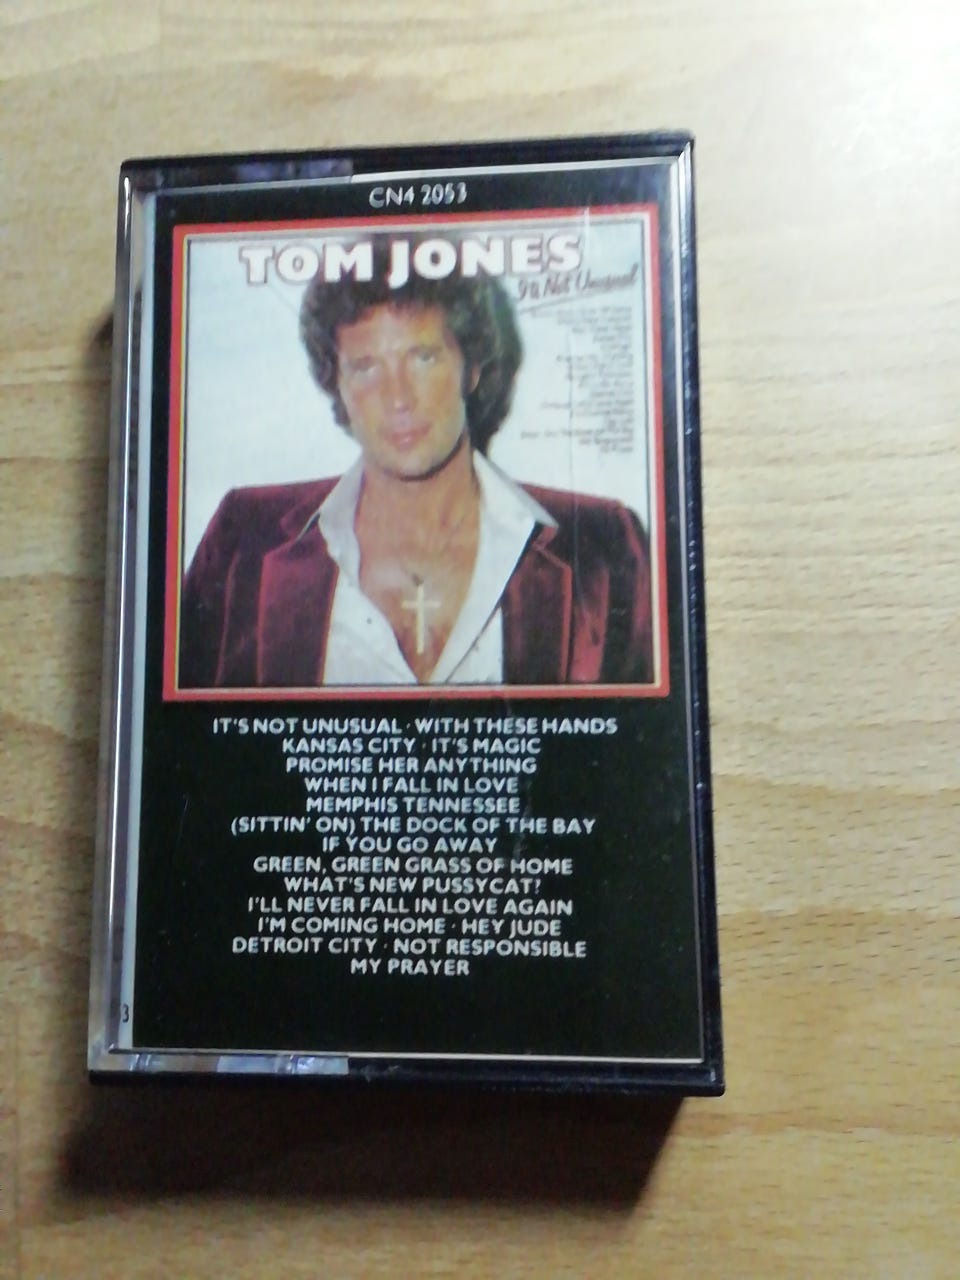 CN4 2053
TOM JONES
It's Not Unusual
IT'S NOT UNUSUAL · WITH THESE HANDS
KANSAS CITY · IT'S MAGIC
PROMISE HER ANYTHING
WHEN I FALL IN LOVE
MEMPHIS TENNESSEE
(SITTIN' ON) THE DOCK OF THE BAY
IF YOU GO AWAY
GREEN, GREEN GRASS OF HOME
WHAT'S NEW PUSSYCAT?
I'LL NEVER FALL IN LOVE AGAIN
I'M COMING HOME · HEY JUDE
DETROIT CITY · NOT RESPONSIBLE
MY PRAYER
3